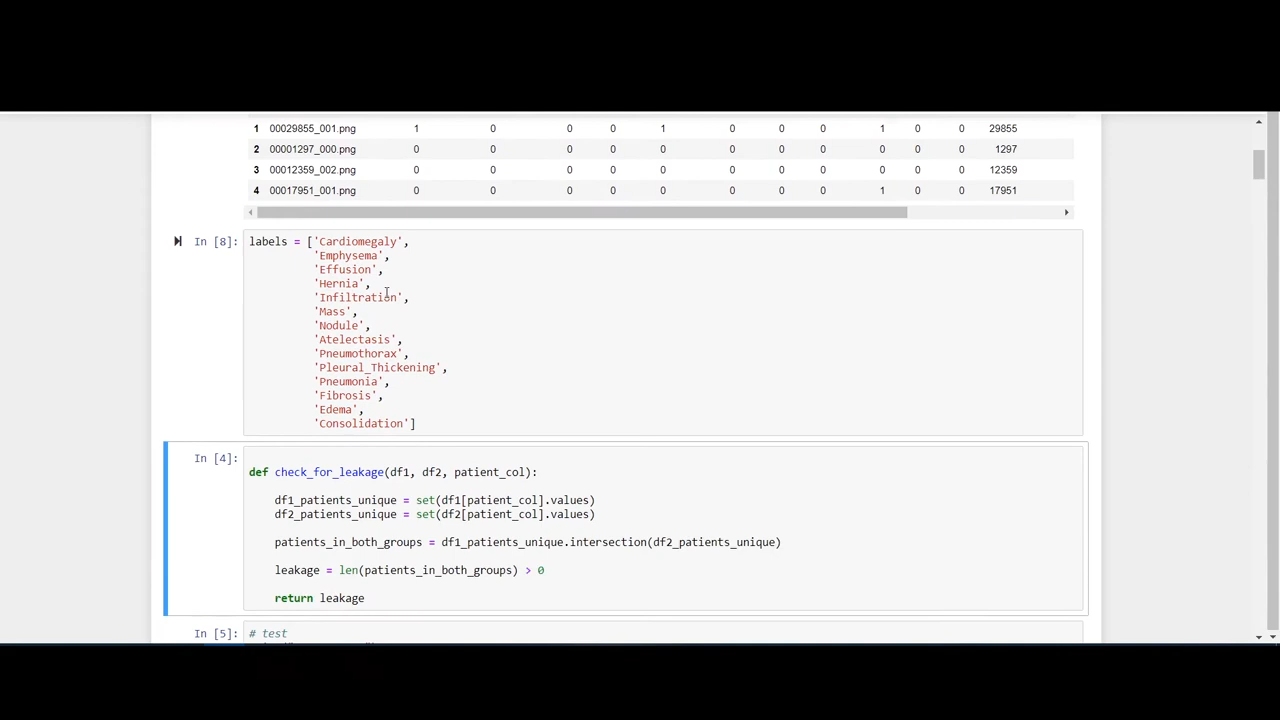 1 00029855_001.png 1 0 0 0 1 0 0 0 1 0 0 29855
2 00001297_000.png 0 0 0 0 0 0 0 0 0 0 0 1297
3 00012359_002.png 0 0 0 0 0 0 0 0 0 0 0 12359
4 00017951_001.png 0 0 0 0 0 0 0 0 1 0 0 17951
In [8]: labels = ['Cardiomegaly',
'Emphysema',
'Effusion',
'Hernia',
'Infiltration',
'Mass',
'Nodule',
'Atelectasis',
'Pneumothorax',
'Pleural_Thickening',
'Pneumonia',
'Fibrosis',
'Edema',
'Consolidation']
In [4]:
def check_for_leakage(df1, df2, patient_col):
df1_patients_unique = set(df1[patient_col].values)
df2_patients_unique = set(df2[patient_col].values)
patients_in_both_groups = df1_patients_unique.intersection(df2_patients_unique)
leakage = len(patients_in_both_groups) > 0
return leakage
In [5]: # test